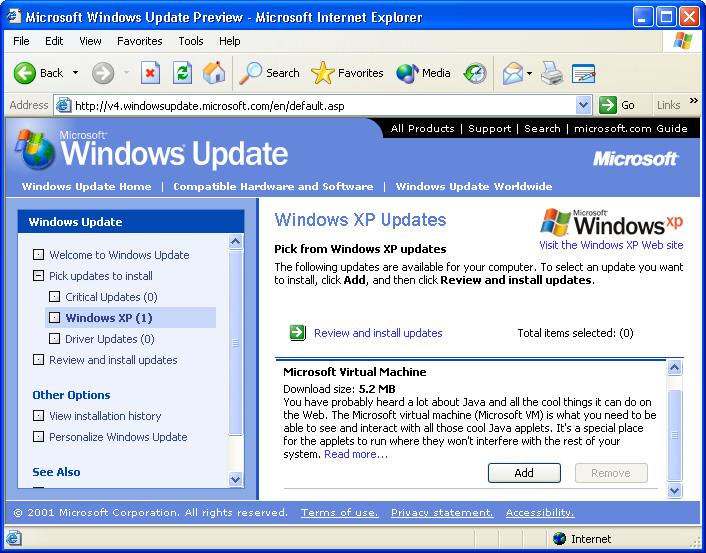 Microsoft Windows Update Preview - Microsoft Internet Explorer
File Edit View Favorites Tools Help
Back Search Favorites Media
Address http://v4.windowsupdate.microsoft.com/en/default.asp Go Links »
All Products | Support | Search | microsoft.com Guide
Microsoft®
Windows Update
Microsoft
Windows Update Home | Compatible Hardware and Software | Windows Update Worldwide
Windows Update
Welcome to Windows Update
Pick updates to install
Critical Updates (0)
Windows XP (1)
Driver Updates (0)
Review and install updates
Other Options
View installation history
Personalize Windows Update
See Also
Windows XP Updates
Microsoft®
Windows xp
Visit the Windows XP Web site
Pick from Windows XP updates
The following updates are available for your computer. To select an update you want
to install, click Add, and then click Review and install updates.
Review and install updates Total items selected: (0)
Microsoft Virtual Machine
Download size: 5.2 MB
You have probably heard a lot about Java and all the cool things it can do on
the Web. The Microsoft virtual machine (Microsoft VM) is what you need to be
able to see and interact with all those cool Java applets. It's a special place
for the applets to run where they won't interfere with the rest of your
system. Read more...
Add Remove
© 2001 Microsoft Corporation. All rights reserved. Terms of use. Privacy statement. Accessibility.
Internet